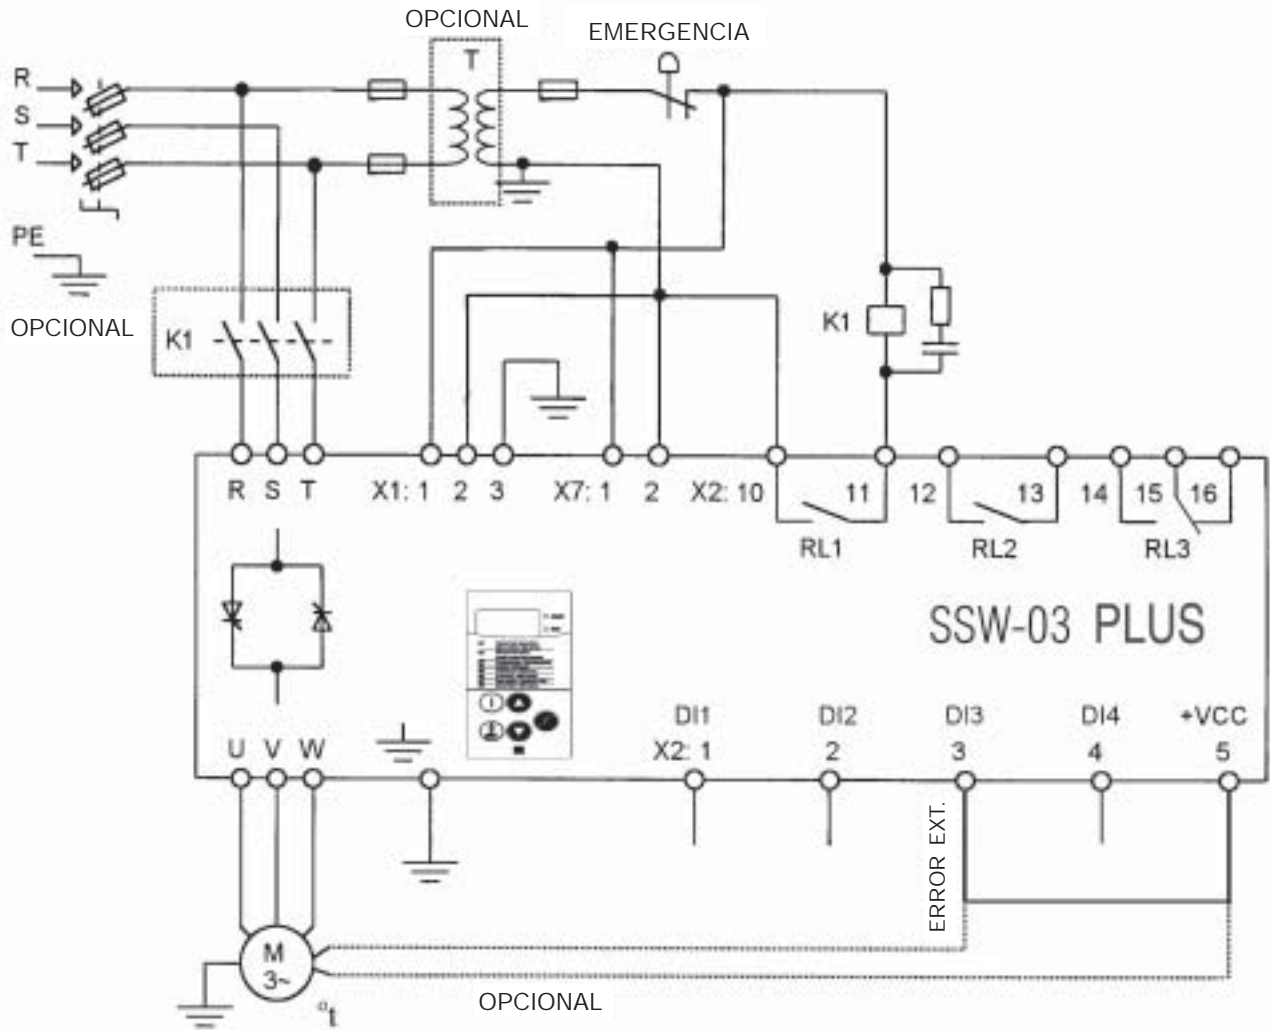 OPCIONAL
EMERGENCIA
T
R
S
T
PE
OPCIONAL
K1
K1
R S T X1: 1 2 3 X7: 1 2 X2: 10 11 12 13 14 15 16
RL1 RL2 RL3
SSW-03 PLUS
DI1 DI2 DI3 DI4 +VCC
U V W X2: 1 2 3 4 5
ERROR EXT.
M
3~
°t
OPCIONAL